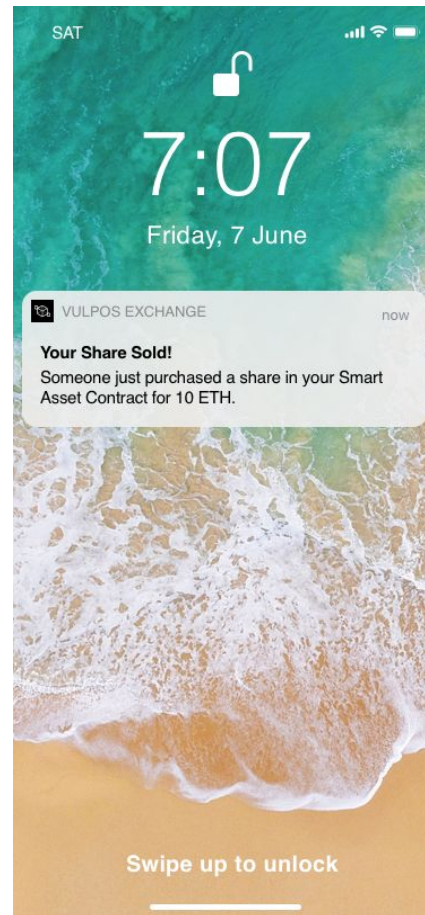 SAT
7:07
Friday, 7 June
VULPOS EXCHANGE
now
Your Share Sold!
Someone just purchased a share in your Smart
Asset Contract for 10 ETH.
Swipe up to unlock